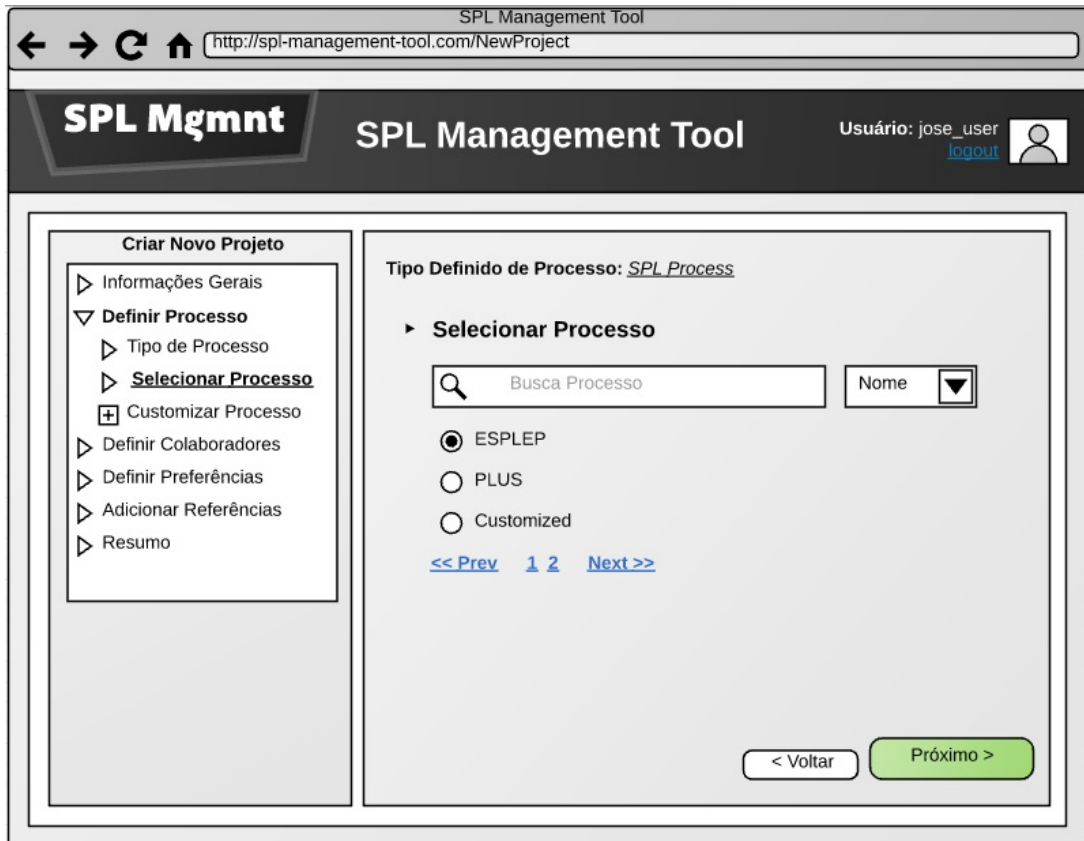 SPL Management Tool
http://spl-management-tool.com/NewProject
SPL Mgmnt
SPL Management Tool
Usuário: jose_user
logout
Criar Novo Projeto
Informações Gerais
Definir Processo
Tipo de Processo
Selecionar Processo
Customizar Processo
Definir Colaboradores
Definir Preferências
Adicionar Referências
Resumo
Tipo Definido de Processo: SPL Process
Selecionar Processo
Busca Processo
Nome
ESPLEP
PLUS
Customized
<< Prev 1 2 Next >>
< Voltar
Próximo >